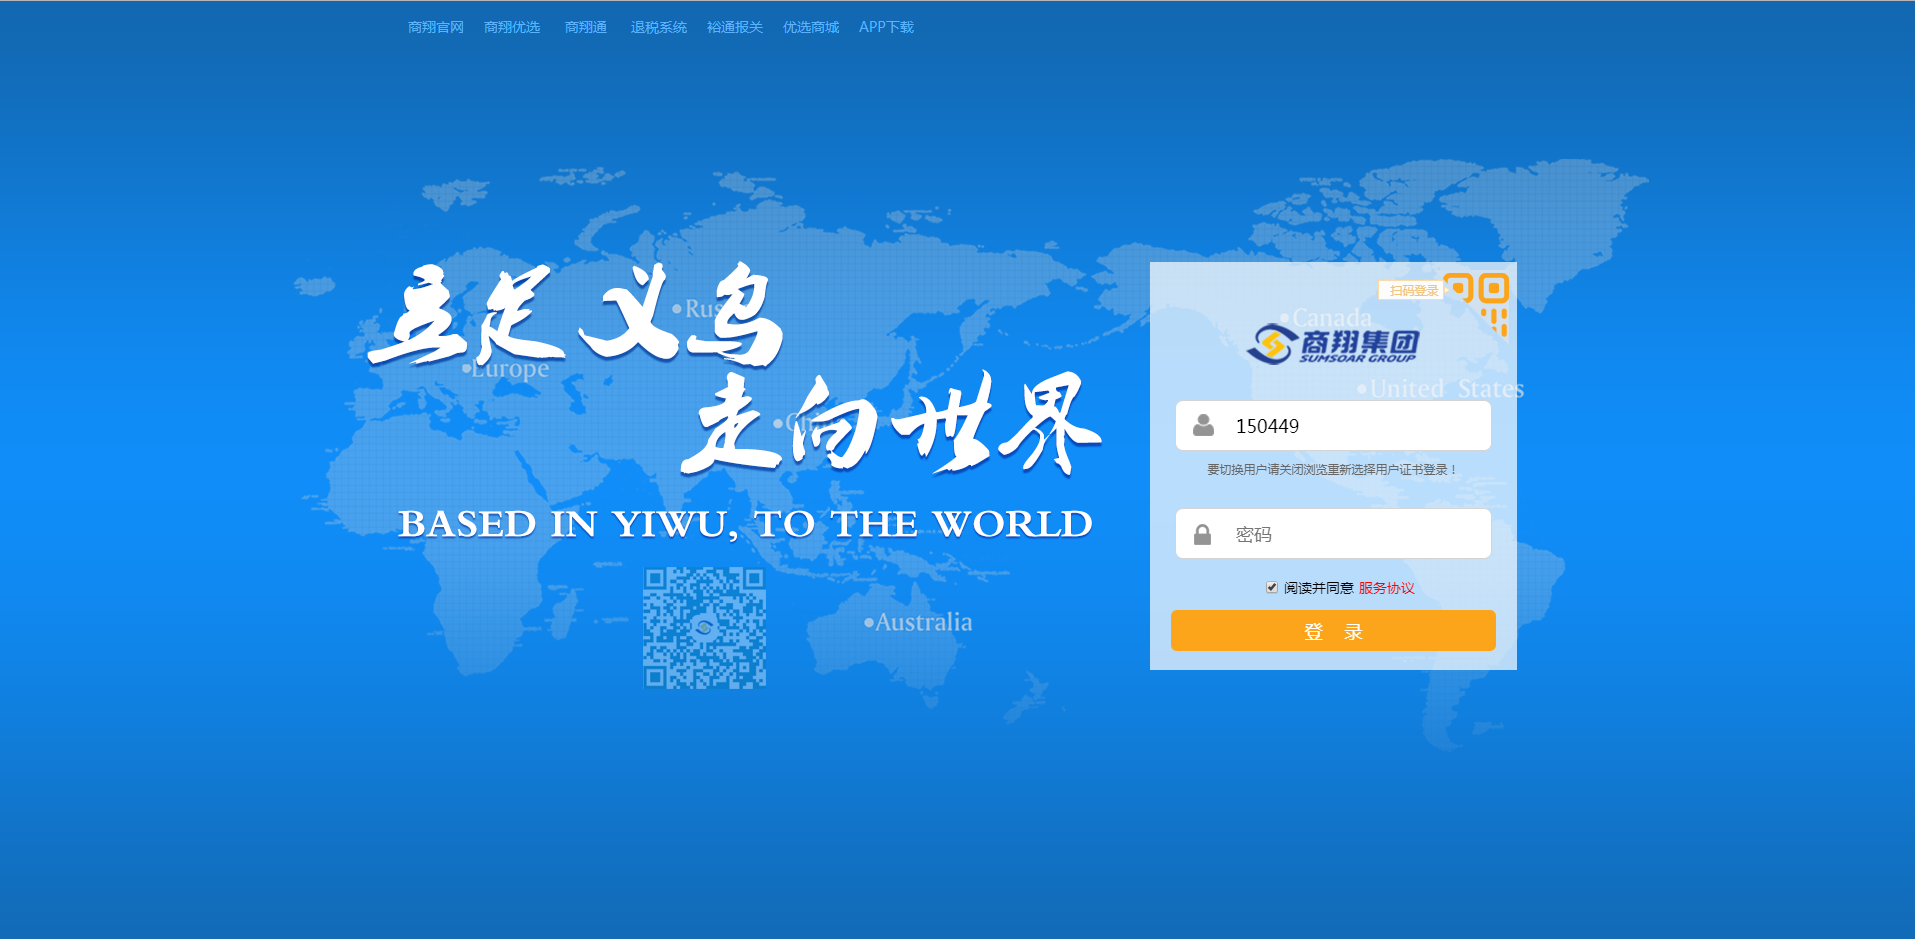 商翔官网 商翔优选 商翔通 退税系统 裕通报关 优选商城 APP下载
立足义乌
走向世界
BASED IN YIWU, TO THE WORLD
Europe
Australia
扫码登录
Canada
商翔集团
SUMSOAR GROUP
United States
150449
要切换用户请关闭浏览重新选择用户证书登录！
密码
阅读并同意 服务协议
登 录